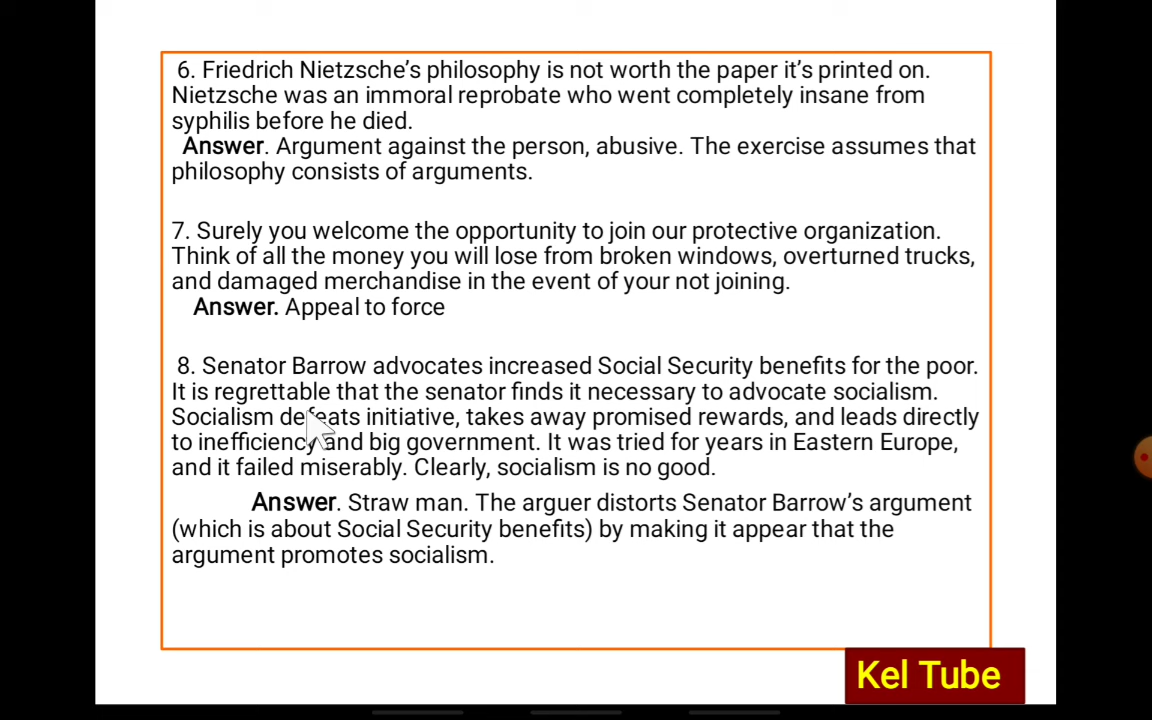 6. Friedrich Nietzsche’s philosophy is not worth the paper it’s printed on.
Nietzsche was an immoral reprobate who went completely insane from
syphilis before he died.
Answer. Argument against the person, abusive. The exercise assumes that
philosophy consists of arguments.
7. Surely you welcome the opportunity to join our protective organization.
Think of all the money you will lose from broken windows, overturned trucks,
and damaged merchandise in the event of your not joining.
Answer. Appeal to force
8. Senator Barrow advocates increased Social Security benefits for the poor.
It is regrettable that the senator finds it necessary to advocate socialism.
Socialism defeats initiative, takes away promised rewards, and leads directly
to inefficiency and big government. It was tried for years in Eastern Europe,
and it failed miserably. Clearly, socialism is no good.
Answer. Straw man. The arguer distorts Senator Barrow’s argument
(which is about Social Security benefits) by making it appear that the
argument promotes socialism.
Kel Tube